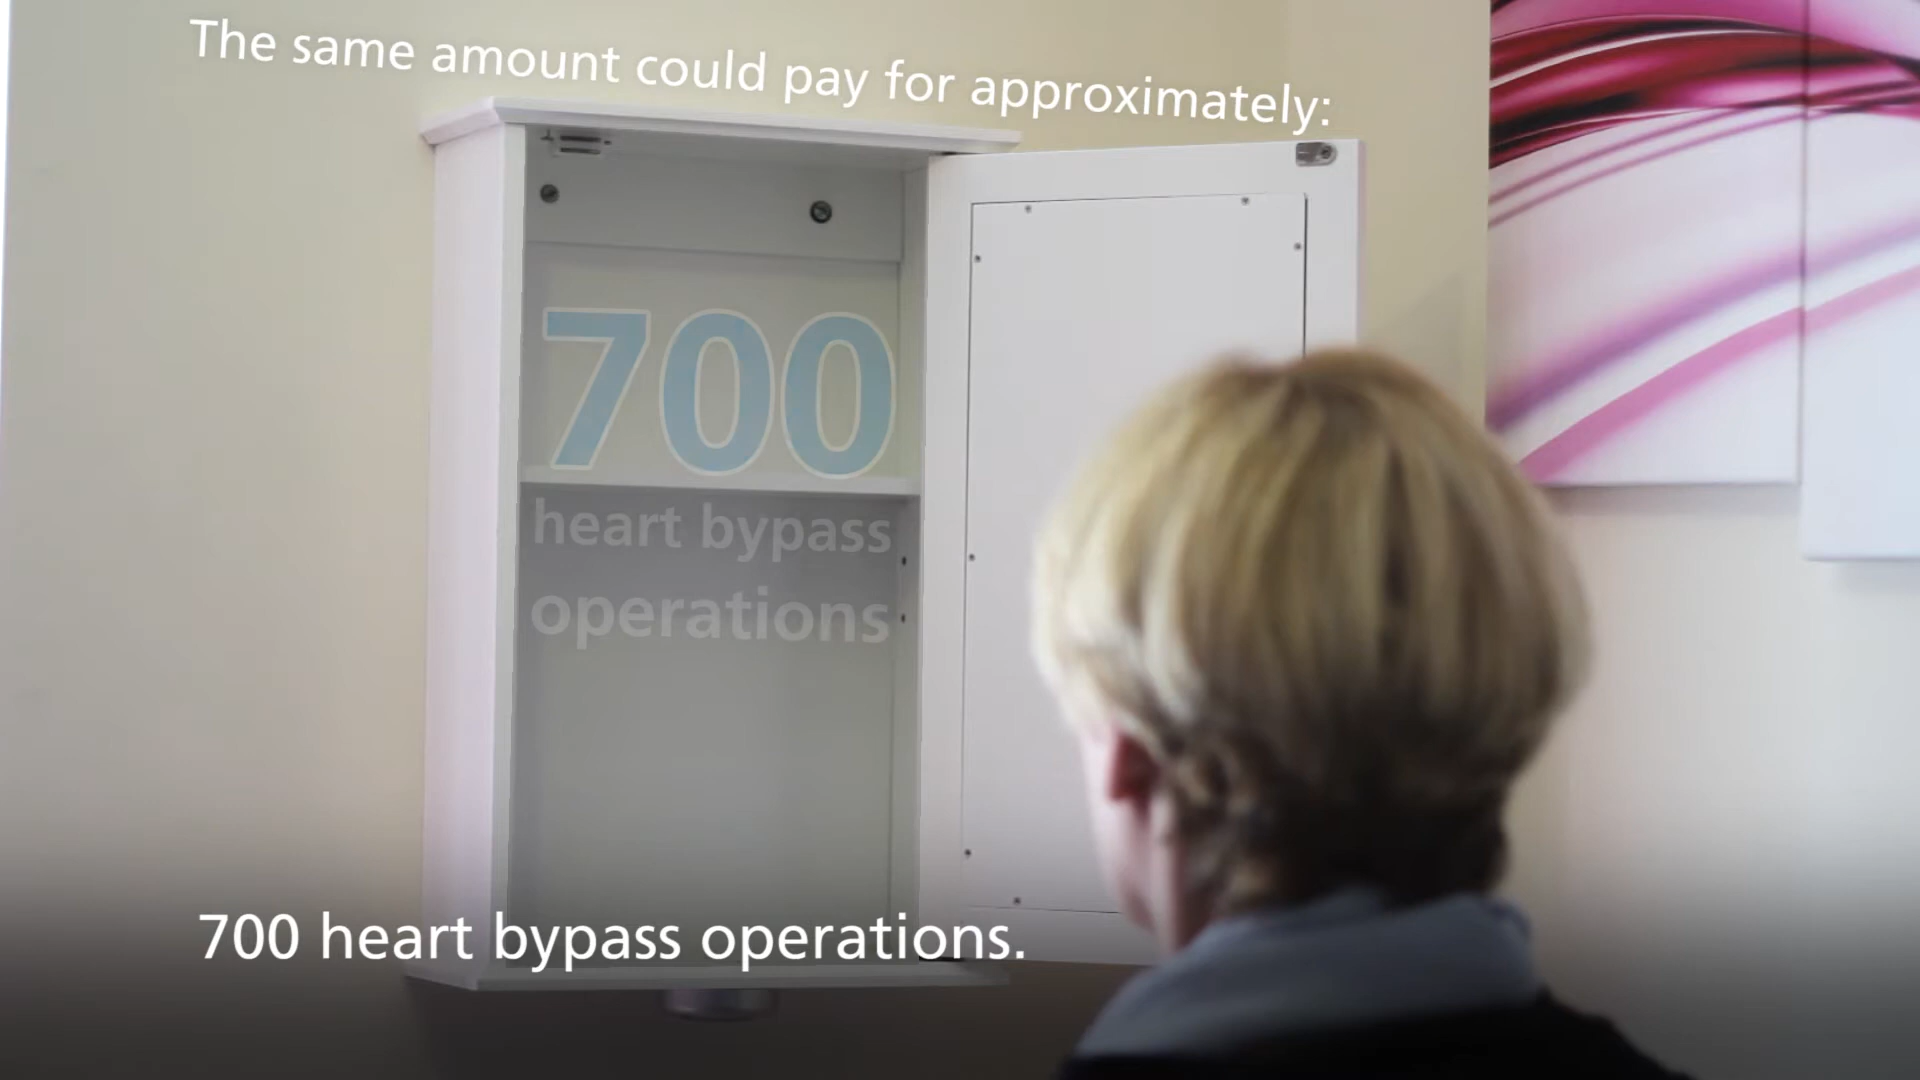 The same amount could pay for approximately:
700
heart bypass
operations
700 heart bypass operations.